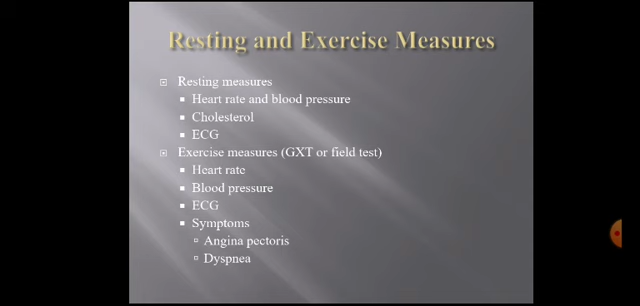 Resting and Exercise Measures
Resting measures
Heart rate and blood pressure
Cholesterol
ECG
Exercise measures (GXT or field test)
Heart rate
Blood pressure
ECG
Symptoms
Angina pectoris
Dyspnea